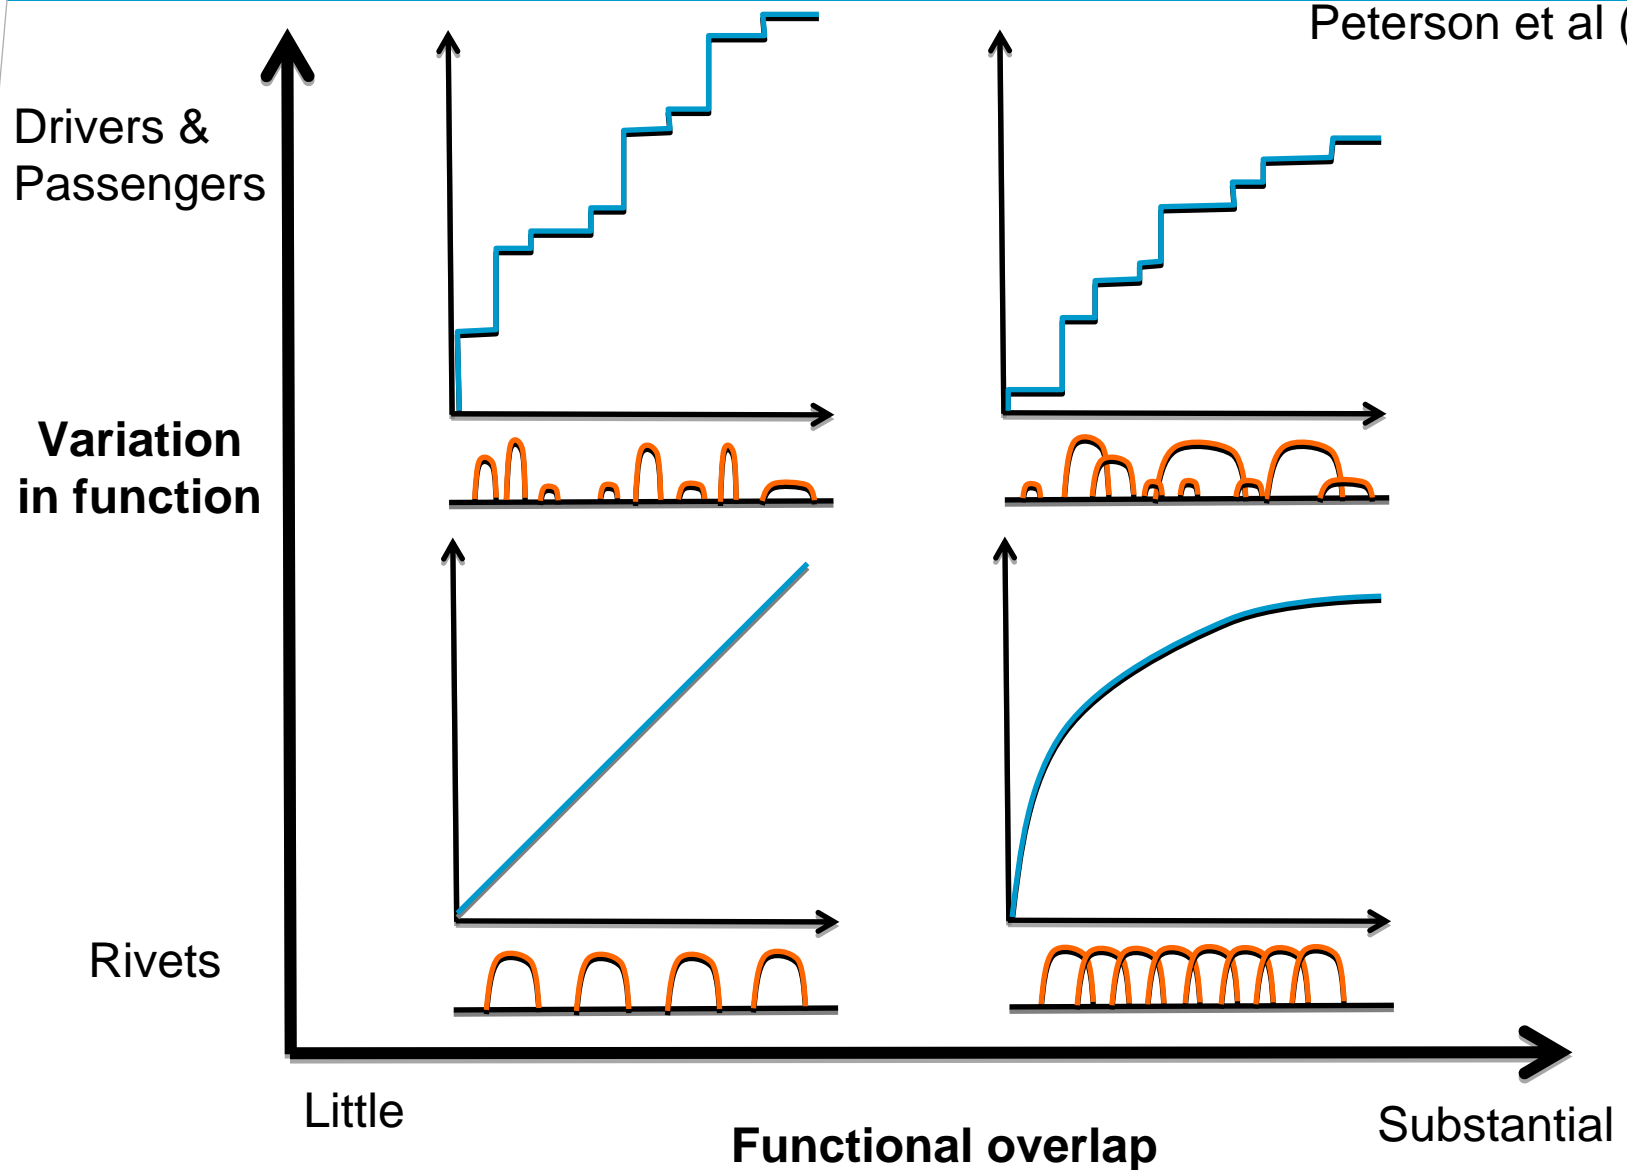 Peterson et al (
Drivers &
Passengers
Variation
in function
Rivets
Little
Substantial
Functional overlap